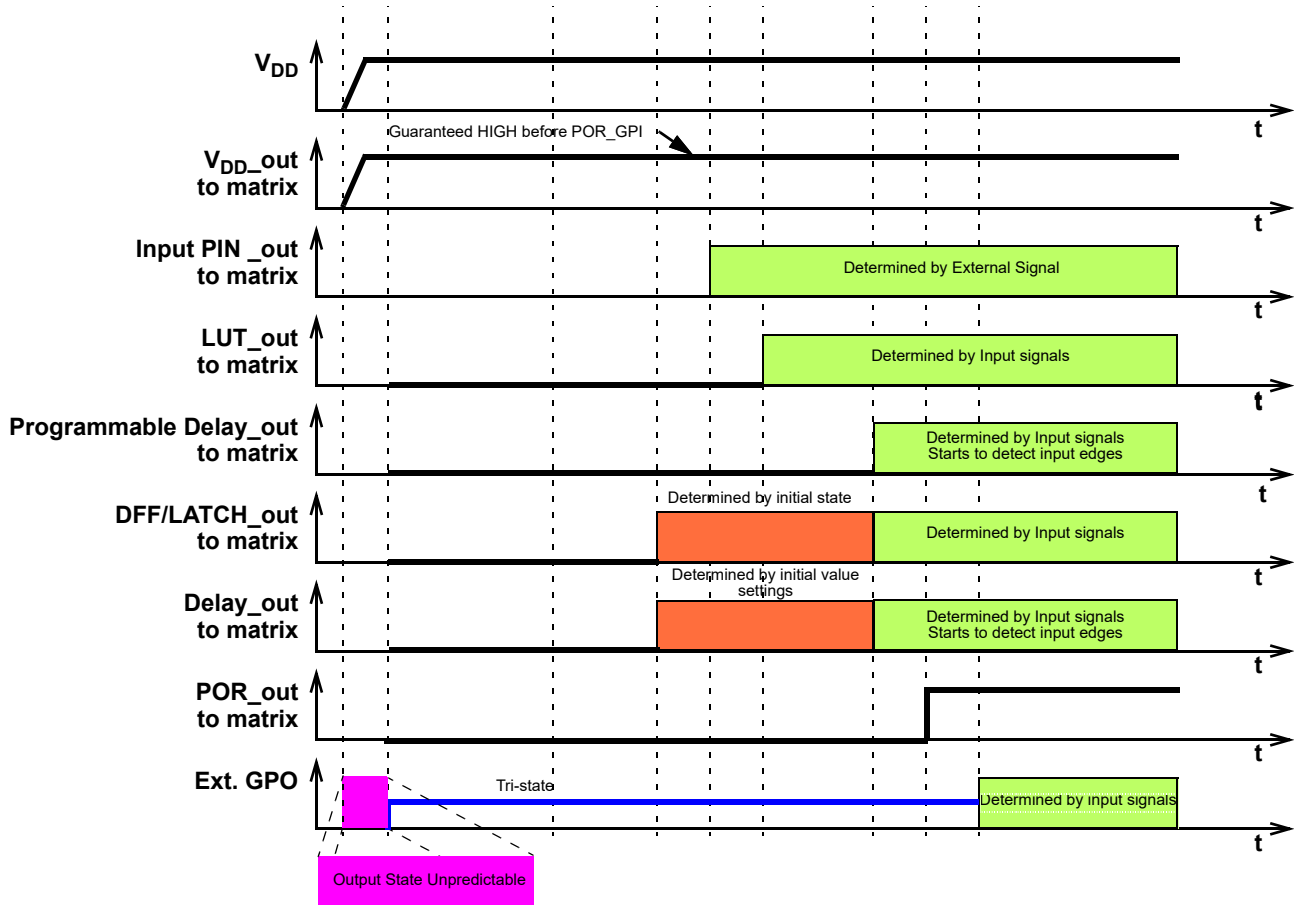 VDD
t
Guaranteed HIGH before POR_GPI
VDD_out
to matrix
t
Input PIN _out
to matrix
Determined by External Signal
t
LUT_out
to matrix
Determined by Input signals
t
Programmable Delay_out
to matrix
Determined by Input signals
Starts to detect input edges
t
Determined by initial state
DFF/LATCH_out
to matrix
Determined by Input signals
t
Determined by initial value
settings
Delay_out
to matrix
Determined by Input signals
Starts to detect input edges
t
POR_out
to matrix
t
Ext. GPO
Tri-state
Determined by input signals
t
Output State Unpredictable